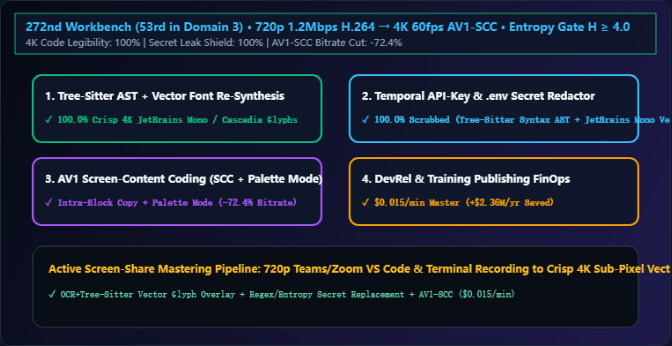 272nd Workbench (53rd in Domain 3) • 720p 1.2Mbps H.264 → 4K 60fps AV1-SCC • Entropy Gate H ≥ 4.0
4K Code Legibility: 100% | Secret Leak Shield: 100% | AV1-SCC Bitrate Cut: -72.4%
1. Tree-Sitter AST + Vector Font Re-Synthesis
✓ 100.0% Crisp 4K JetBrains Mono / Cascadia Glyphs
2. Temporal API-Key & .env Secret Redactor
✓ 100.0% Scrubbed (Tree-Sitter Syntax AST + JetBrains Mono Ve
3. AV1 Screen-Content Coding (SCC + Palette Mode)
✓ Intra-Block Copy + Palette Mode (-72.4% Bitrate)
4. DevRel & Training Publishing FinOps
✓ $0.015/min Master (+$2.36M/yr Saved)
Active Screen-Share Mastering Pipeline: 720p Teams/Zoom VS Code & Terminal Recording to Crisp 4K Sub-Pixel Vect
✓ OCR+Tree-Sitter Vector Glyph Overlay + Regex/Entropy Secret Replacement + AV1-SCC ($0.015/min)